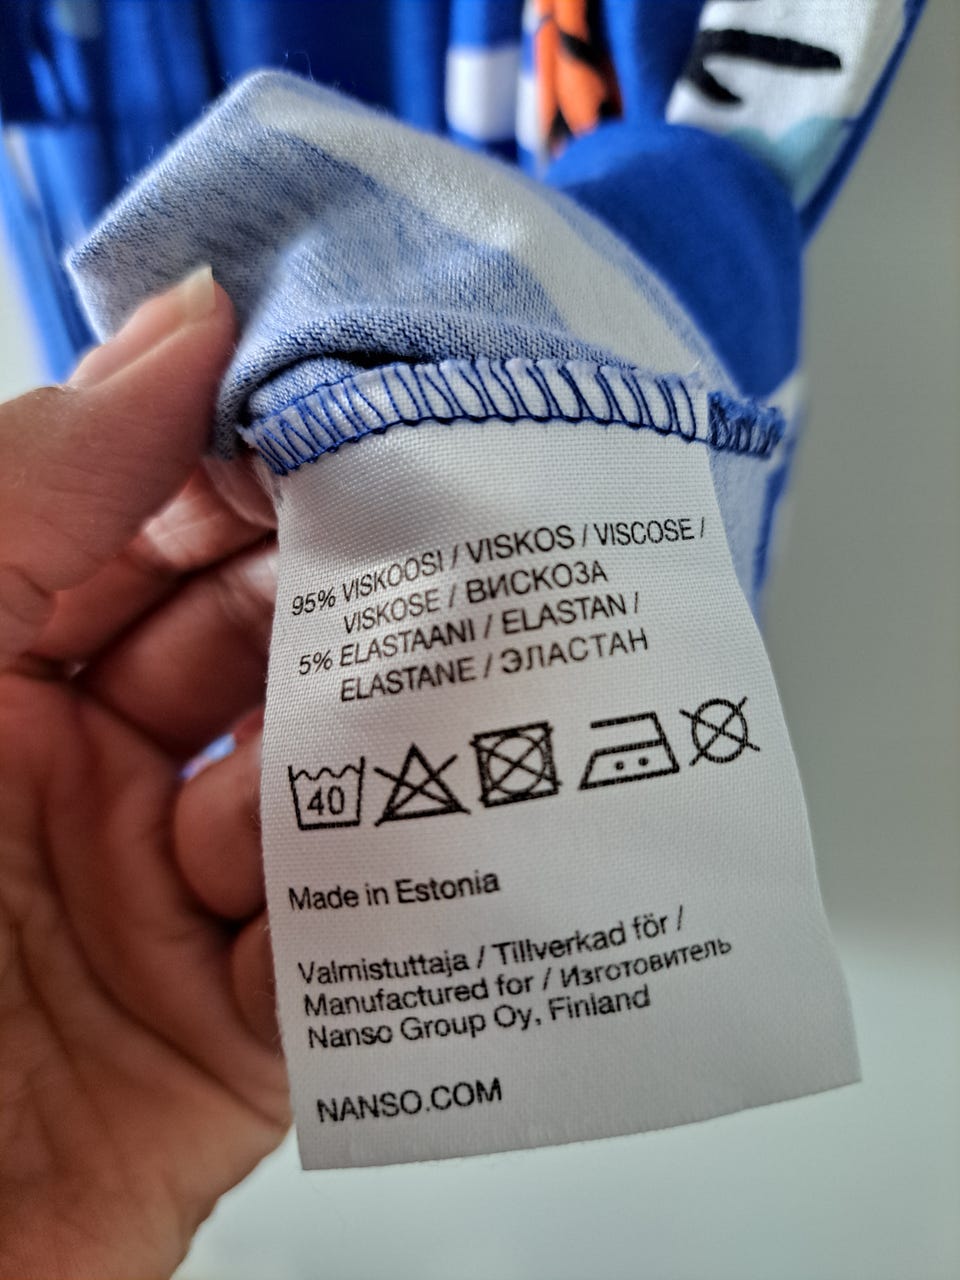 95% VISKOOSI / VISKOS / VISCOSE /
VISKOSE / ВИСКОЗА
5% ELASTAANI / ELASTAN /
ELASTANE / ЭЛАСТАН
40
Made in Estonia
Valmistuttaja / Tillverkad för /
Manufactured for / Изготовитель
Nanso Group Oy, Finland
NANSO.COM